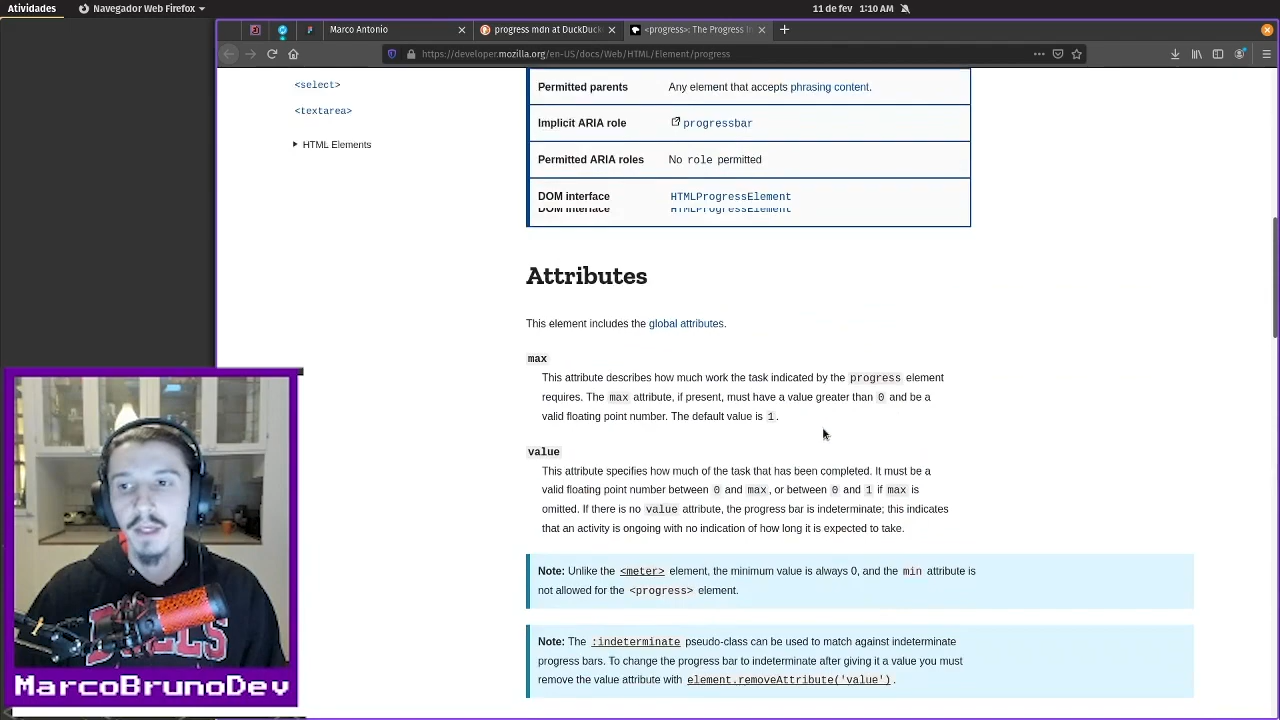 Atividades
Navegador Web Firefox
11 de fev 1:10 AM
Marco Antonio
progress mdn at DuckDuck
<progress>: The Progress In
https://developer.mozilla.org/en-US/docs/Web/HTML/Element/progress
<select>
<textarea>
HTML Elements
Permitted parents Any element that accepts phrasing content.
Implicit ARIA role progressbar
Permitted ARIA roles No role permitted
DOM interface HTMLProgressElement
DOM interface HTMLProgressElement
Attributes
This element includes the global attributes.
max
This attribute describes how much work the task indicated by the progress element
requires. The max attribute, if present, must have a value greater than 0 and be a
valid floating point number. The default value is 1.
value
This attribute specifies how much of the task that has been completed. It must be a
valid floating point number between 0 and max, or between 0 and 1 if max is
omitted. If there is no value attribute, the progress bar is indeterminate; this indicates
that an activity is ongoing with no indication of how long it is expected to take.
Note: Unlike the <meter> element, the minimum value is always 0, and the min attribute is
not allowed for the <progress> element.
Note: The :indeterminate pseudo-class can be used to match against indeterminate
progress bars. To change the progress bar to indeterminate after giving it a value you must
remove the value attribute with element.removeAttribute('value').
MarcoBrunoDev